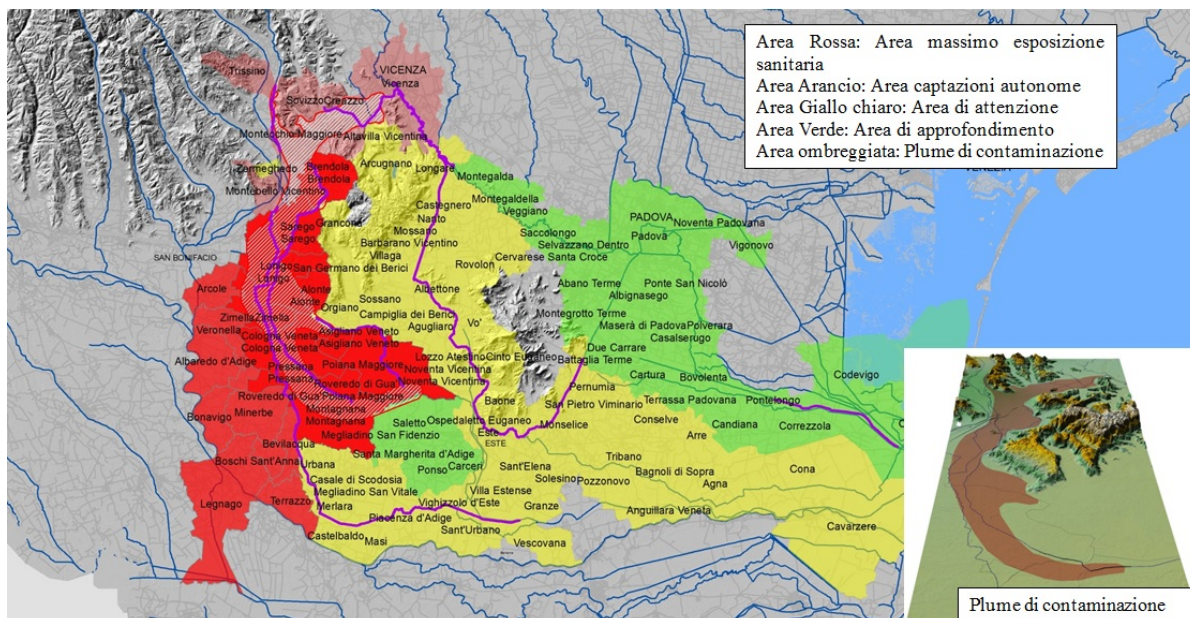 Area Rossa: Area massimo esposizione
sanitaria
Area Arancio: Area captazioni autonome
Area Giallo chiaro: Area di attenzione
Area Verde: Area di approfondimento
Area ombreggiata: Plume di contaminazione
VENEZIA
Trissino
VICENZA
Vicenza
Sovizzo
Creazzo
Montecchio Maggiore
Altavilla Vicentina
Zermeghedo
Brendola
Brendola
Arcugnano
Longare
Montegalda
Montebello Vicentino
Montegaldella
Castegnero
Veggiano
PADOVA
Noventa Padovana
Grancona
Nanto
Mossano
Saccolongo
Padova
Sarego
Sarego
Barbarano Vicentino
Selvazzano Dentro
Vigonovo
Villaga
Cervarese Santa Croce
SAN BONIFACIO
Rovolon
Lonigo
Lonigo
San Germano dei Berici
Arcole
Alonte
Alonte
Albettone
Abano Terme
Ponte San Nicolò
Albignasego
Sossano
Orgiano
Campiglia dei Berici
Montegrotto Terme
Zimella
Zimella
Veronella
Agugliaro
Vo'
Maserà di Padova
Polverara
Cologna Veneta
Cologna Veneta
Asigliano Veneto
Asigliano Veneto
Casalserugo
Due Carrare
Albaredo d'Adige
Lozzo Atestino
Cinto Euganeo
Battaglia Terme
Pressana
Pressana
Poiana Maggiore
Noventa Vicentina
Noventa Vicentina
Cartura
Bovolenta
Codevigo
Roveredo di Gua'
Roveredo di Gua'
Poiana Maggiore
Pernumia
Baone
Bonavigo
Minerbe
Montagnana
Montagnana
San Pietro Viminario
Terrassa Padovana
Pontelongo
Saletto
Ospedaletto Euganeo
Monselice
Conselve
Candiana
Correzzola
Megliadino San Fidenzio
Este
ESTE
Arre
Bevilacqua
Santa Margherita d'Adige
Tribano
Boschi Sant'Anna
Urbana
Ponso
Carceri
Sant'Elena
Bagnoli di Sopra
Cona
Casale di Scodosia
Solesino
Pozzonovo
Agna
Legnago
Terrazzo
Megliadino San Vitale
Villa Estense
Merlara
Vighizzolo d'Este
Granze
Anguillara Veneta
Piacenza d'Adige
Cavarzere
Castelbaldo
Masi
Sant'Urbano
Vescovana
Plume di contaminazione